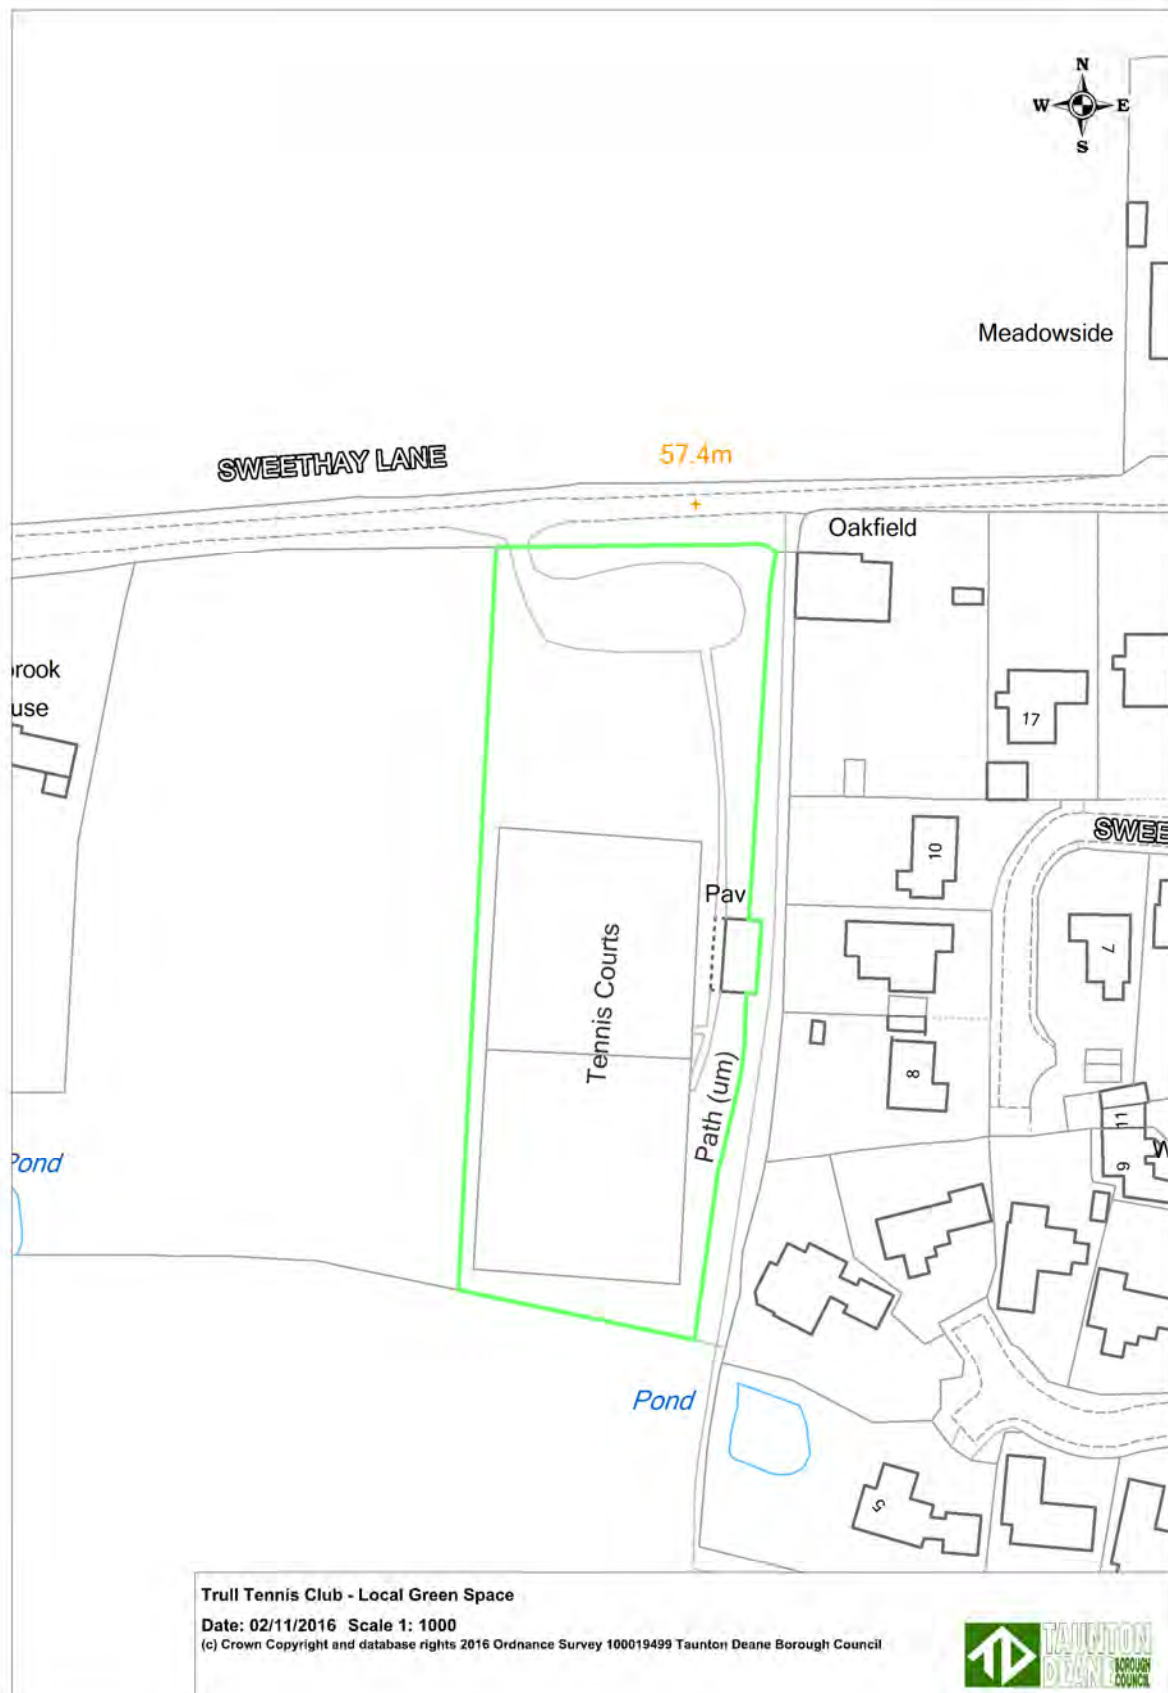 N
W E
S
Meadowside
SWEETHAY LANE
57.4m
Oakfield
rook
use
17
SWEE
10
Pav
7
Tennis Courts
8
Path (um)
11
9
W
Pond
Pond
5
Trull Tennis Club - Local Green Space
Date: 02/11/2016 Scale 1: 1000
(c) Crown Copyright and database rights 2016 Ordnance Survey 100019499 Taunton Deane Borough Council
TD
TAUNTON
DEANE BOROUGH COUNCIL